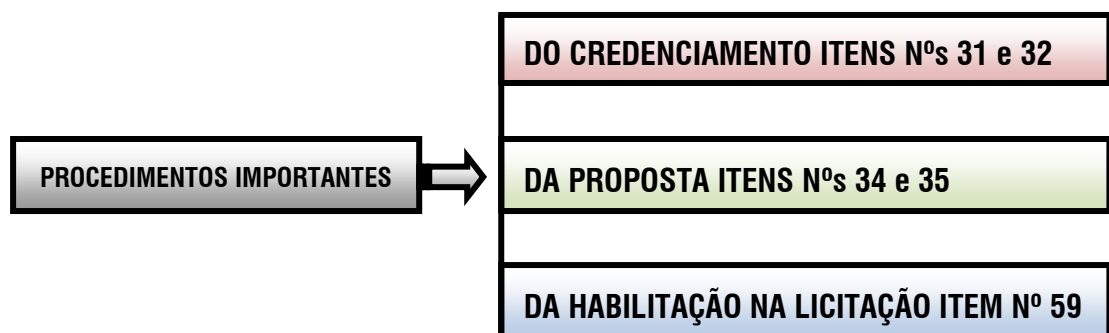 DO CREDENCIAMENTO ITENS Nºs 31 e 32
PROCEDIMENTOS IMPORTANTES
DA PROPOSTA ITENS Nºs 34 e 35
DA HABILITAÇÃO NA LICITAÇÃO ITEM Nº 59